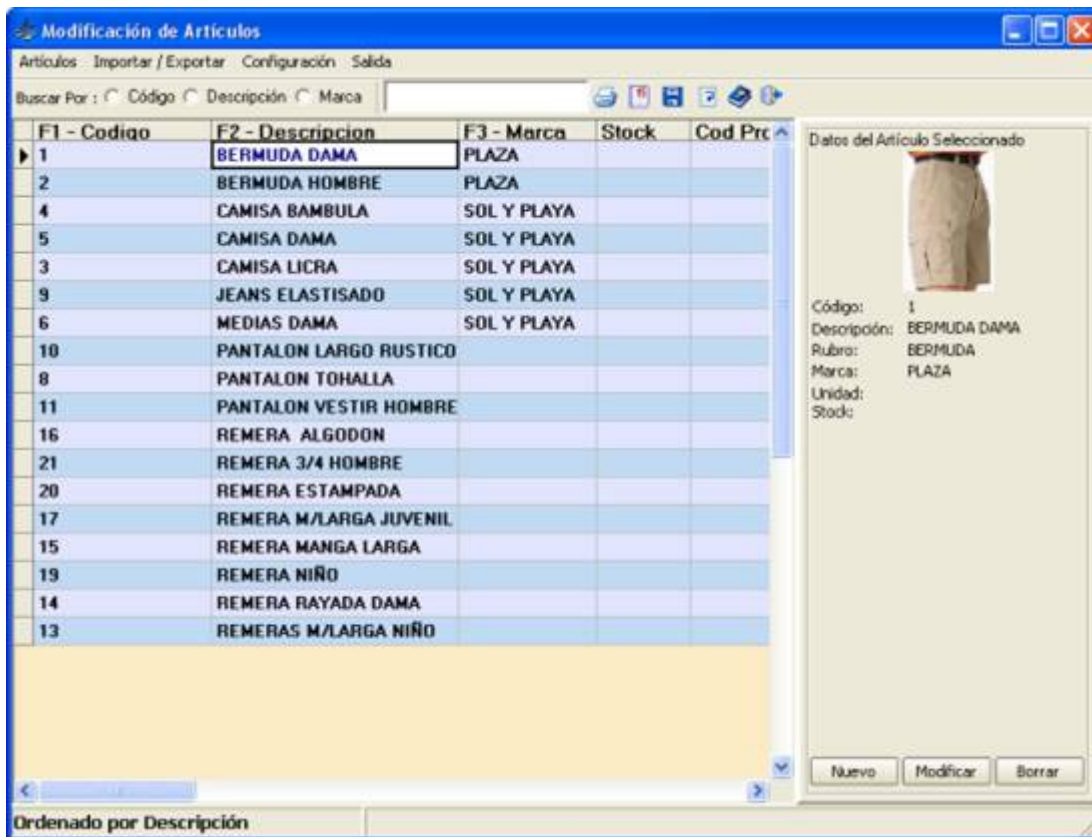 Modificación de Artículos
Artículos Importar / Exportar Configuración Salida
Buscar Por : Código Descripción Marca
F1 - Codigo F2 - Descripcion F3 - Marca Stock Cod Pro
1 BERMUDA DAMA PLAZA
2 BERMUDA HOMBRE PLAZA
4 CAMISA BAMBULA SOL Y PLAYA
5 CAMISA DAMA SOL Y PLAYA
3 CAMISA LICRA SOL Y PLAYA
9 JEANS ELASTISADO SOL Y PLAYA
6 MEDIAS DAMA SOL Y PLAYA
10 PANTALON LARGO RUSTICO
8 PANTALON TOHALLA
11 PANTALON VESTIR HOMBRE
16 REMERA ALGODON
21 REMERA 3/4 HOMBRE
20 REMERA ESTAMPADA
17 REMERA M/LARGA JUVENIL
15 REMERA MANGA LARGA
19 REMERA NIÑO
14 REMERA RAYADA DAMA
13 REMERAS M/LARGA NIÑO
Datos del Artículo Seleccionado
Código: 1
Descripción: BERMUDA DAMA
Rubro: BERMUDA
Marca: PLAZA
Unidad:
Stock:
Nuevo Modificar Borrar
Ordenado por Descripción